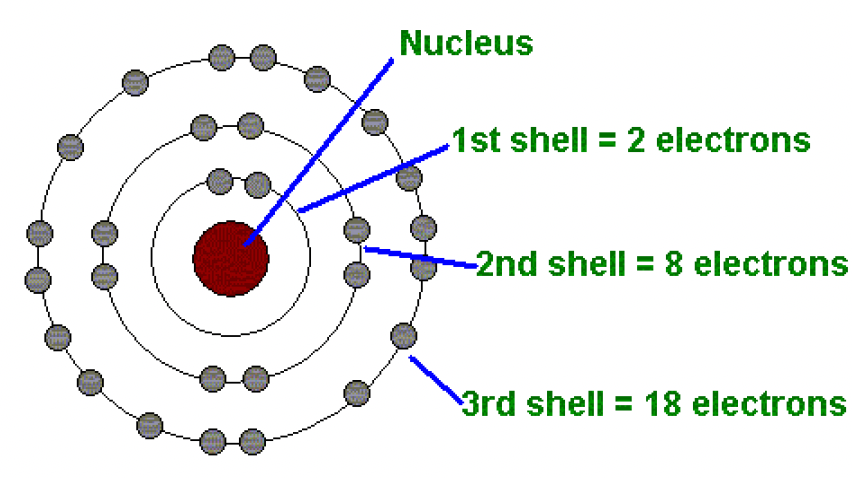 Nucleus
1st shell = 2 electrons
2nd shell = 8 electrons
3rd shell = 18 electrons